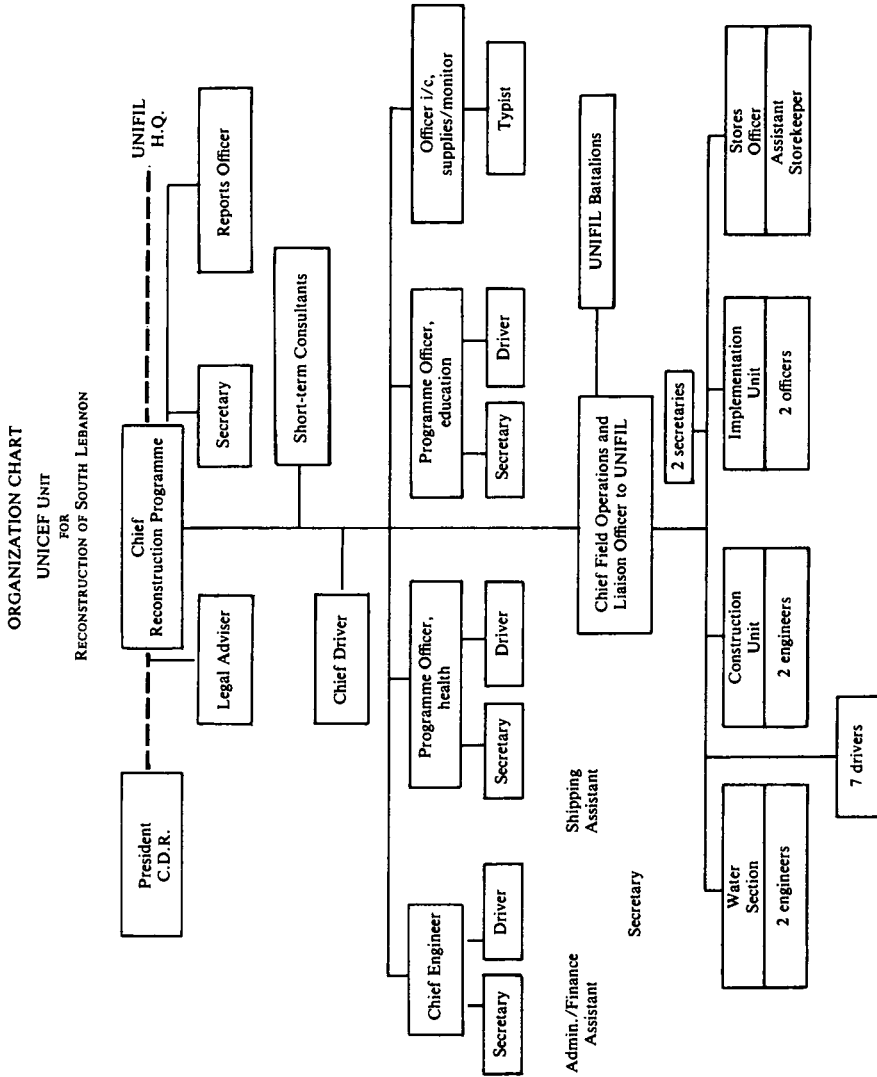 ORGANIZATION CHART
UNICEF UNIT
FOR
RECONSTRUCTION OF SOUTH LEBANON
President
C.D.R.
Chief
Reconstruction Programme
UNIFIL
H.Q.
Legal Adviser
Secretary
Reports Officer
Short-term Consultants
Chief Driver
Chief Engineer
Programme Officer,
health
Programme Officer,
education
Officer i/c,
supplies/monitor
Secretary
Driver
Secretary
Driver
Secretary
Driver
Typist
Admin./Finance
Assistant
Shipping
Assistant
Secretary
Chief Field Operations and
Liaison Officer to UNIFIL
UNIFIL Battalions
2 secretaries
Water
Section
2 engineers
Construction
Unit
2 engineers
Implementation
Unit
2 officers
Stores
Officer
Assistant
Storekeeper
7 drivers